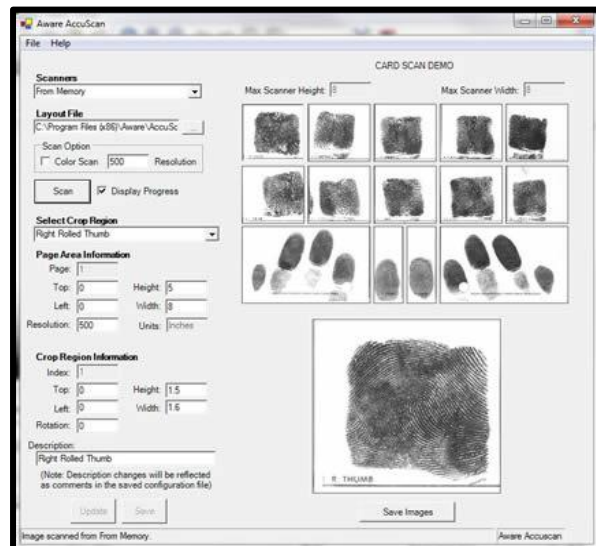 Aware AccuScan
File Help
CARD SCAN DEMO
Scanners
From Memory
Max Scanner Height: 8 Max Scanner Width: 8
Layout File
C:\Program Files (x86)\Aware\AccuSc ...
Scan Option
Color Scan 500 Resolution
Scan Display Progress
Select Crop Region
Right Rolled Thumb
Page Area Information
Page: 1
Top: 0 Height: 5
Left: 0 Width: 8
Resolution: 500 Units: Inches
Crop Region Information
Index: 1
Top: 0 Height: 1.5
Left: 0 Width: 1.6
Rotation: 0
Description:
Right Rolled Thumb
(Note: Description changes will be reflected
as comments in the saved configuration file)
R. THUMB
Update Save Save Images
Image scanned from From Memory. Aware Accuscan